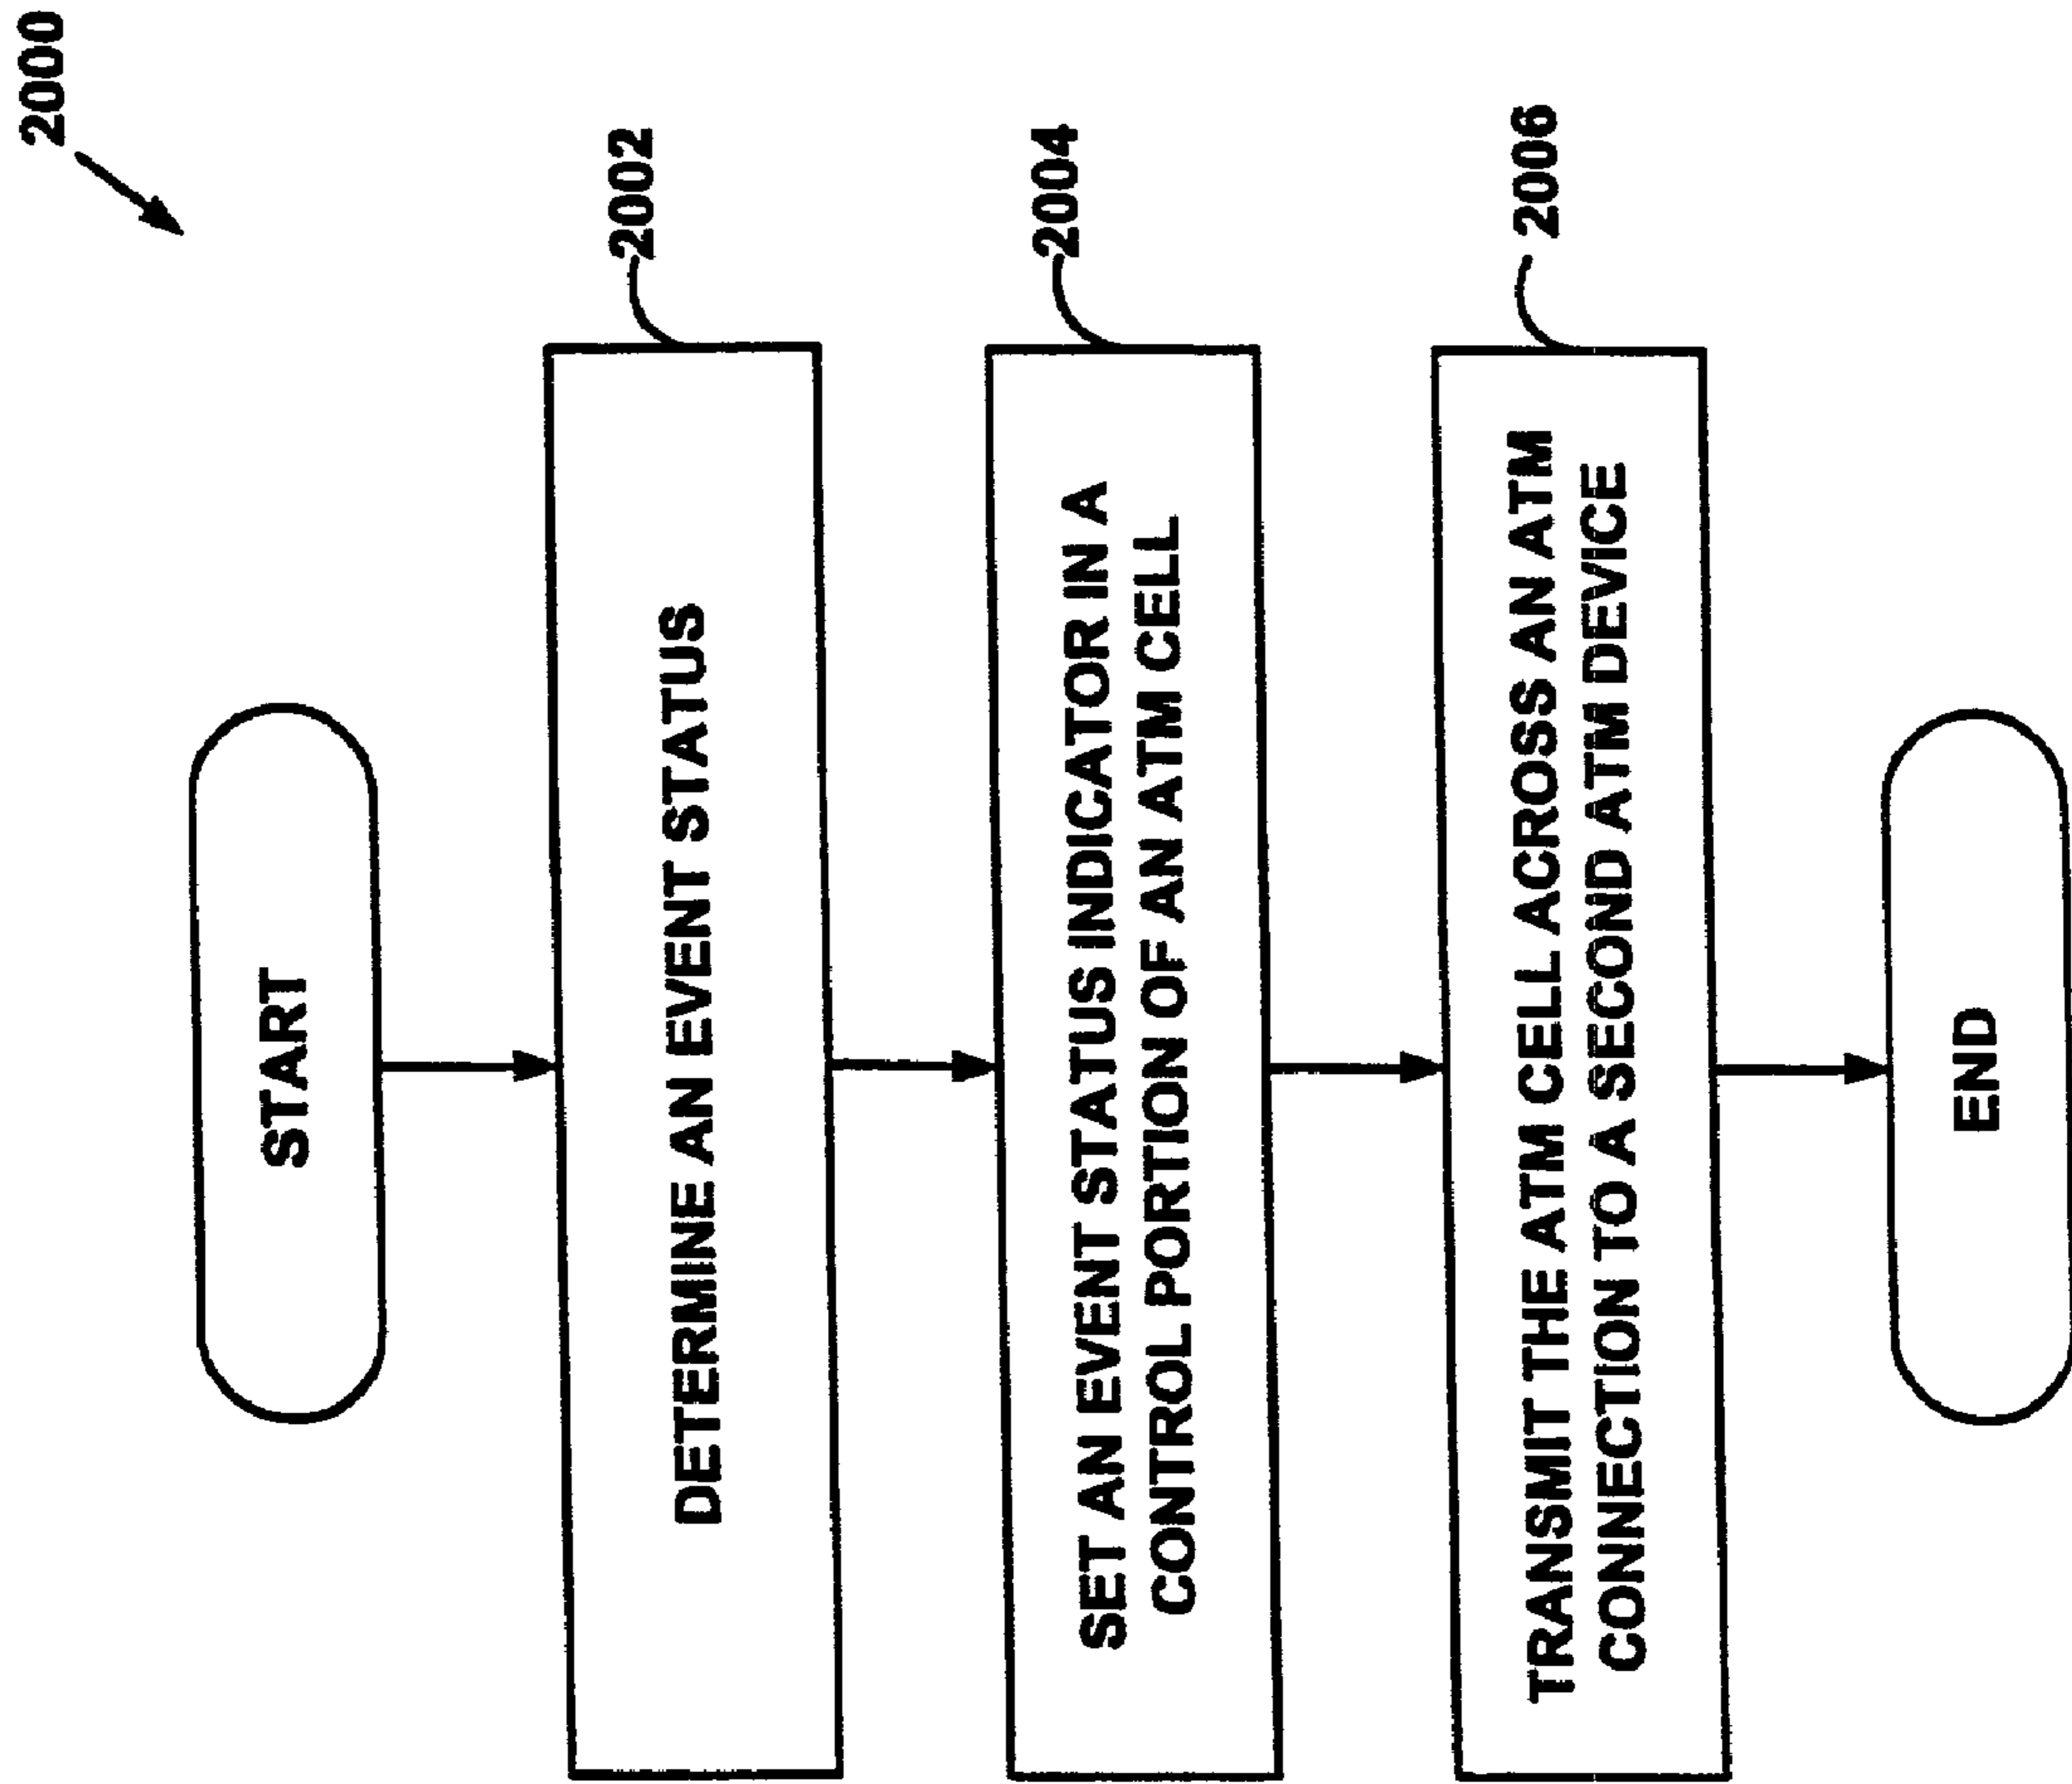 2000
START
DETERMINE AN EVENT STATUS
2002
SET AN EVENT STATUS INDICATOR IN A
CONTROL PORTION OF AN ATM CELL
2004
TRANSMIT THE ATM CELL ACROSS AN ATM
CONNECTION TO A SECOND ATM DEVICE
2006
END